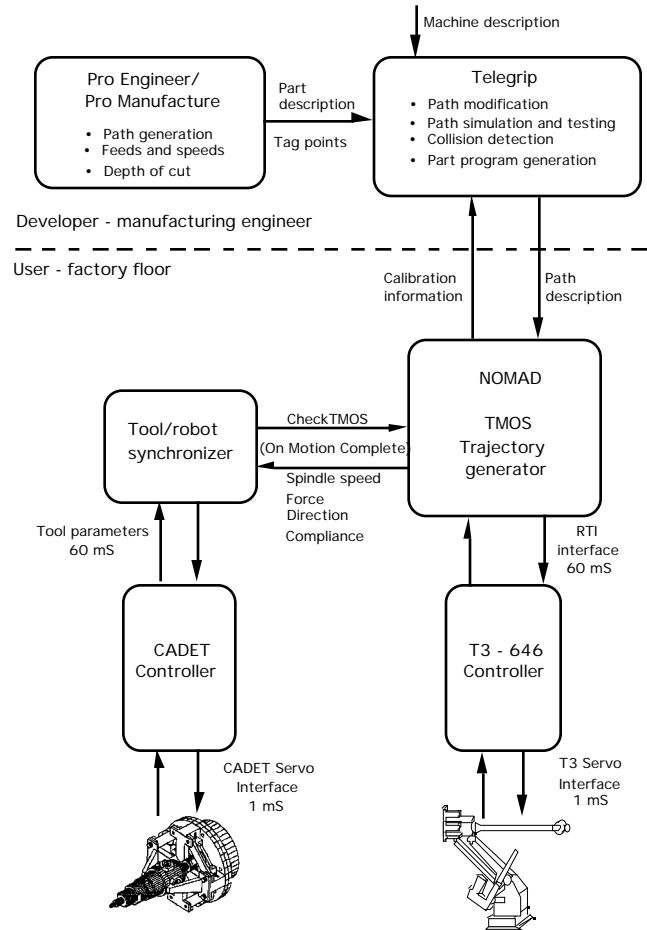 Machine description
Pro Engineer/
Pro Manufacture
• Path generation
• Feeds and speeds
• Depth of cut
Part
description
Tag points
Telegrip
• Path modification
• Path simulation and testing
• Collision detection
• Part program generation
Developer - manufacturing engineer
User - factory floor
Calibration
information
Path
description
NOMAD
TMOS
Trajectory
generator
Tool/robot
synchronizer
CheckTMOS
(On Motion Complete)
Spindle speed
Force
Direction
Compliance
Tool parameters
60 mS
RTI
interface
60 mS
CADET
Controller
T3 - 646
Controller
CADET Servo
Interface
1 mS
T3 Servo
Interface
1 mS